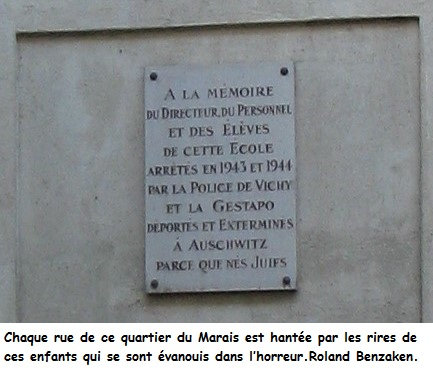 A LA MÉMOIRE
DU DIRECTEUR, DU PERSONNEL
ET DES ÉLÈVES
DE CETTE ÉCOLE
ARRÊTÉS EN 1943 ET 1944
PAR LA POLICE DE VICHY
ET LA GESTAPO
DÉPORTÉS ET EXTERMINÉS
À AUSCHWITZ
PARCE QUE NÉS JUIFS
Chaque rue de ce quartier du Marais est hantée par les rires de
ces enfants qui se sont évanouis dans l'horreur.Roland Benzaken.